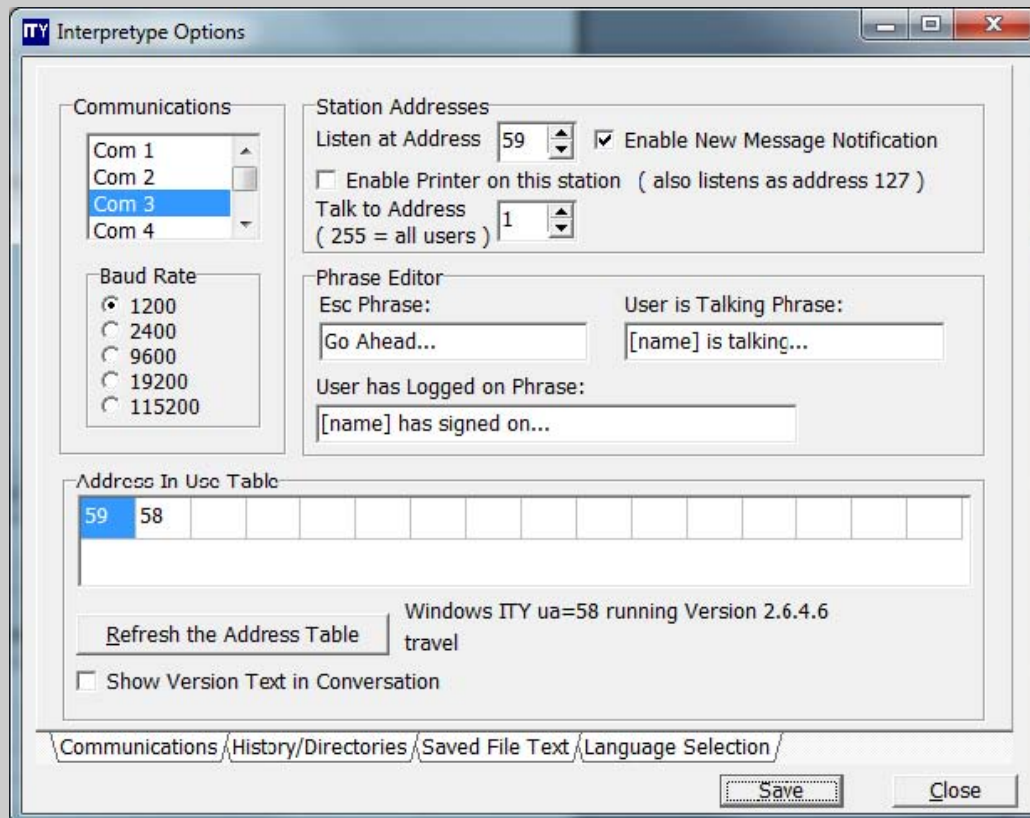 ITY Interpretype Options
Communications
Com 1
Com 2
Com 3
Com 4
Baud Rate
1200
2400
9600
19200
115200
Station Addresses
Listen at Address 59 Enable New Message Notification
Enable Printer on this station ( also listens as address 127 )
Talk to Address
( 255 = all users ) 1
Phrase Editor
Esc Phrase: User is Talking Phrase:
Go Ahead... [name] is talking...
User has Logged on Phrase:
[name] has signed on...
Address In Use Table
59 58
Refresh the Address Table
Windows ITY ua=58 running Version 2.6.4.6
travel
Show Version Text in Conversation
Communications History/Directories Saved File Text Language Selection
Save Close